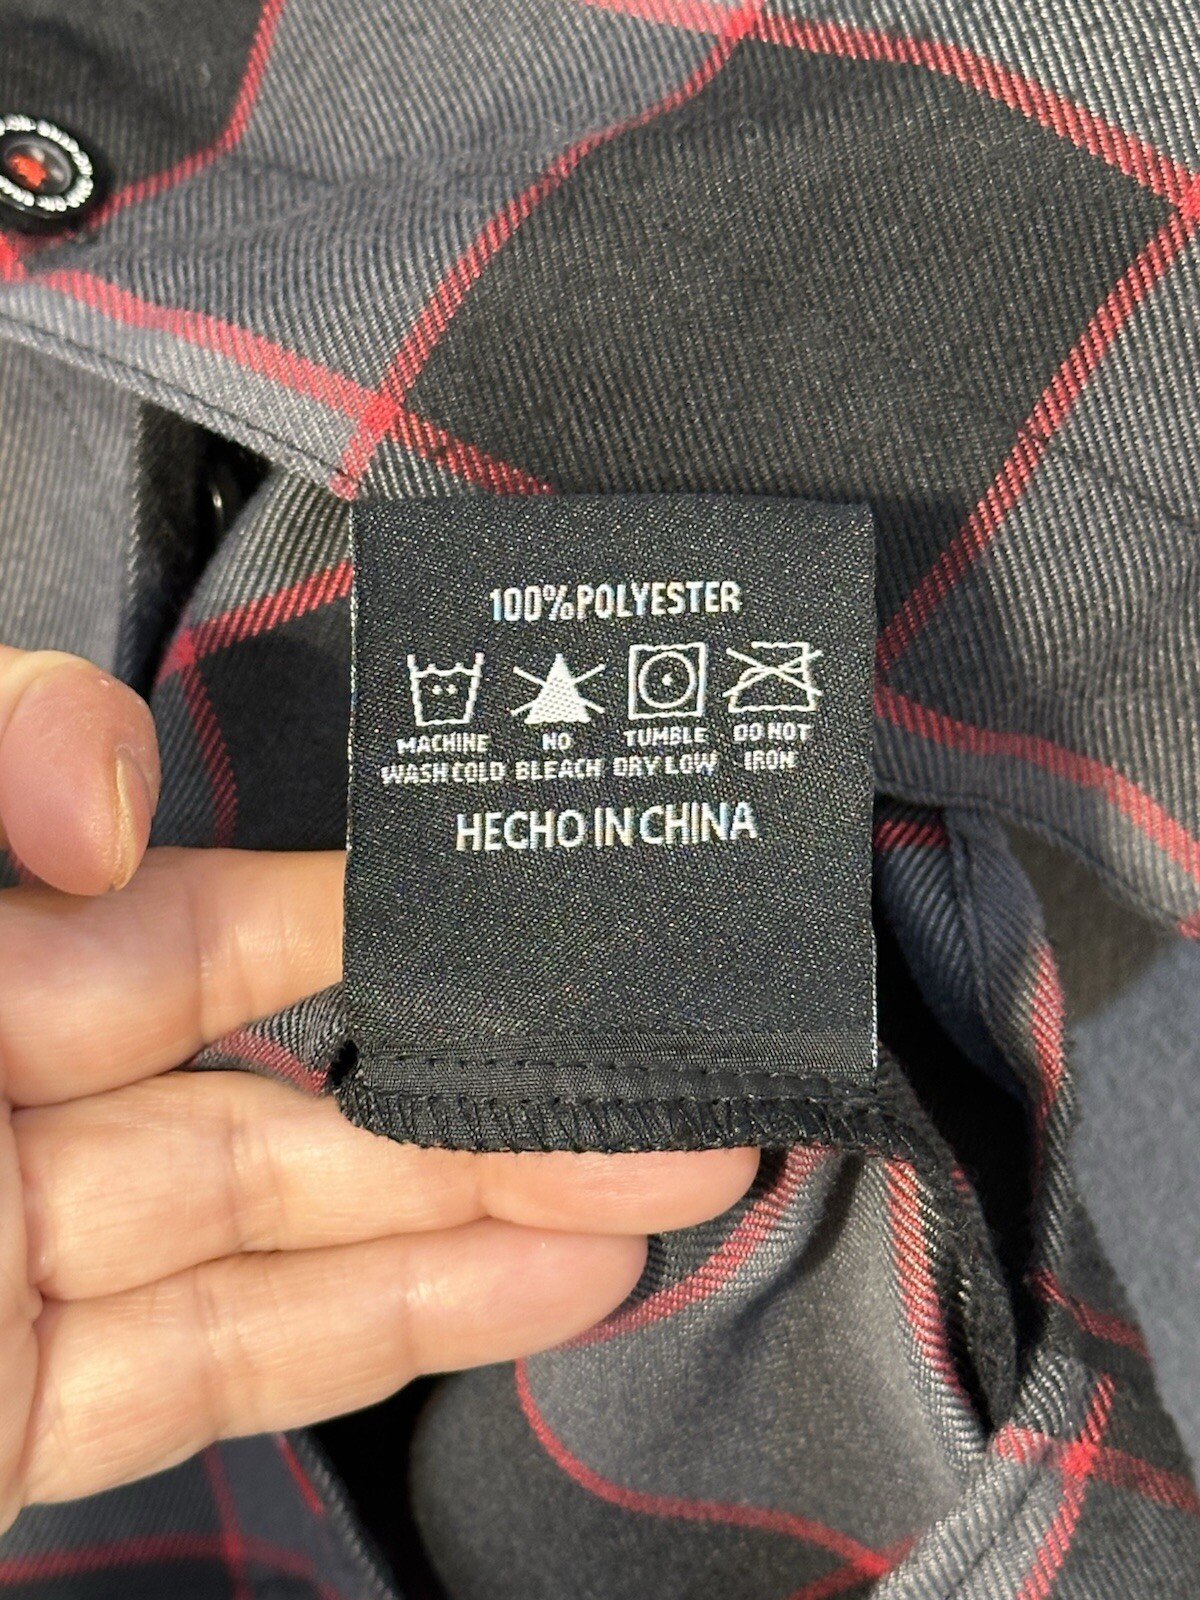 100% POLYESTER
MACHINE WASH COLD
NO BLEACH
TUMBLE DRY LOW
DO NOT IRON
HECHO IN CHINA